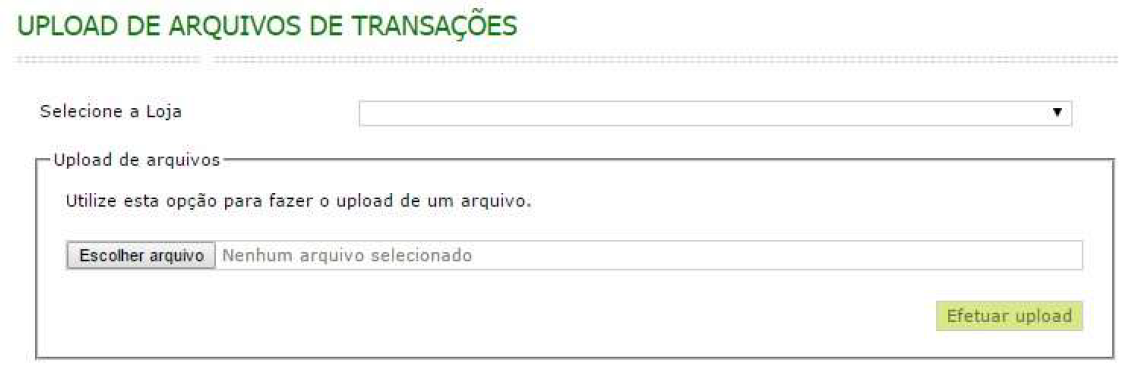 UPLOAD DE ARQUIVOS DE TRANSAÇÕES
Selecione a Loja
Upload de arquivos
Utilize esta opção para fazer o upload de um arquivo.
Escolher arquivo Nenhum arquivo selecionado
Efetuar upload